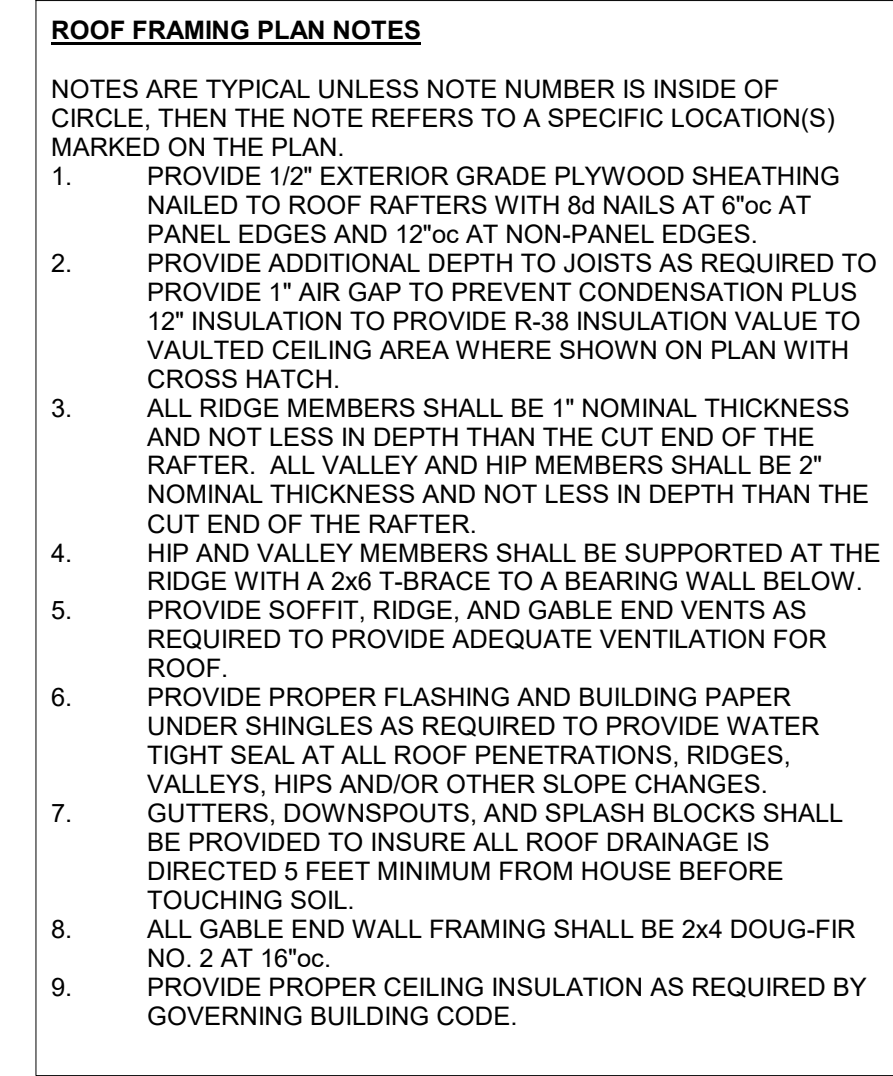 ROOF FRAMING PLAN NOTES
NOTES ARE TYPICAL UNLESS NOTE NUMBER IS INSIDE OF
CIRCLE, THEN THE NOTE REFERS TO A SPECIFIC LOCATION(S)
MARKED ON THE PLAN.
1. PROVIDE 1/2" EXTERIOR GRADE PLYWOOD SHEATHING
NAILED TO ROOF RAFTERS WITH 8d NAILS AT 6"oc AT
PANEL EDGES AND 12"oc AT NON-PANEL EDGES.
2. PROVIDE ADDITIONAL DEPTH TO JOISTS AS REQUIRED TO
PROVIDE 1" AIR GAP TO PREVENT CONDENSATION PLUS
12" INSULATION TO PROVIDE R-38 INSULATION VALUE TO
VAULTED CEILING AREA WHERE SHOWN ON PLAN WITH
CROSS HATCH.
3. ALL RIDGE MEMBERS SHALL BE 1" NOMINAL THICKNESS
AND NOT LESS IN DEPTH THAN THE CUT END OF THE
RAFTER. ALL VALLEY AND HIP MEMBERS SHALL BE 2"
NOMINAL THICKNESS AND NOT LESS IN DEPTH THAN THE
CUT END OF THE RAFTER.
4. HIP AND VALLEY MEMBERS SHALL BE SUPPORTED AT THE
RIDGE WITH A 2x6 T-BRACE TO A BEARING WALL BELOW.
5. PROVIDE SOFFIT, RIDGE, AND GABLE END VENTS AS
REQUIRED TO PROVIDE ADEQUATE VENTILATION FOR
ROOF.
6. PROVIDE PROPER FLASHING AND BUILDING PAPER
UNDER SHINGLES AS REQUIRED TO PROVIDE WATER
TIGHT SEAL AT ALL ROOF PENETRATIONS, RIDGES,
VALLEYS, HIPS AND/OR OTHER SLOPE CHANGES.
7. GUTTERS, DOWNSPOUTS, AND SPLASH BLOCKS SHALL
BE PROVIDED TO INSURE ALL ROOF DRAINAGE IS
DIRECTED 5 FEET MINIMUM FROM HOUSE BEFORE
TOUCHING SOIL.
8. ALL GABLE END WALL FRAMING SHALL BE 2x4 DOUG-FIR
NO. 2 AT 16"oc.
9. PROVIDE PROPER CEILING INSULATION AS REQUIRED BY
GOVERNING BUILDING CODE.